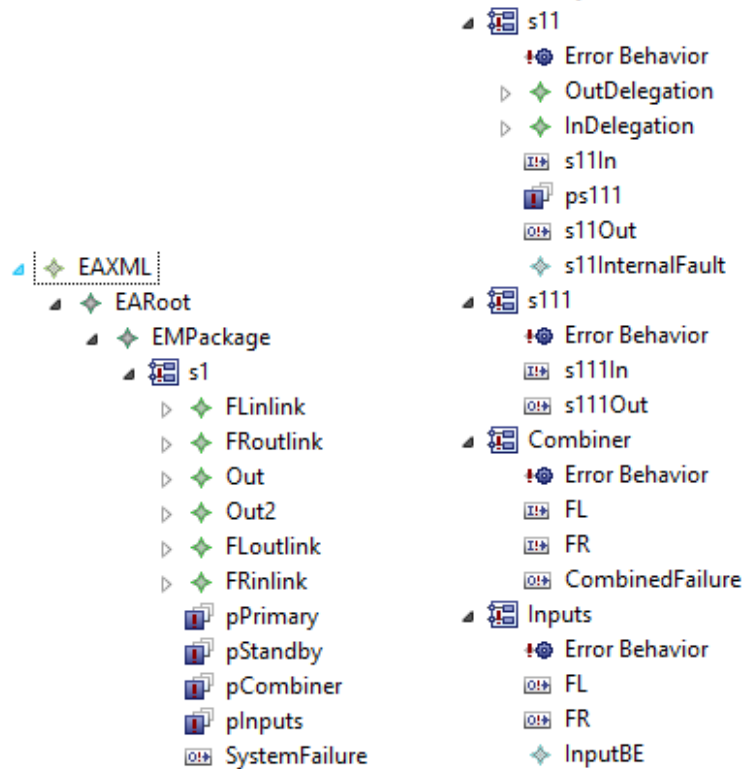 EAXML
EARoot
EMPackage
s1
FLinlink
FRoutlink
Out
Out2
FLoutlink
FRinlink
pPrimary
pStandby
pCombiner
pInputs
SystemFailure
s11
Error Behavior
OutDelegation
InDelegation
s11In
ps111
s11Out
s11InternalFault
s111
Error Behavior
s111In
s111Out
Combiner
Error Behavior
FL
FR
CombinedFailure
Inputs
Error Behavior
FL
FR
InputBE